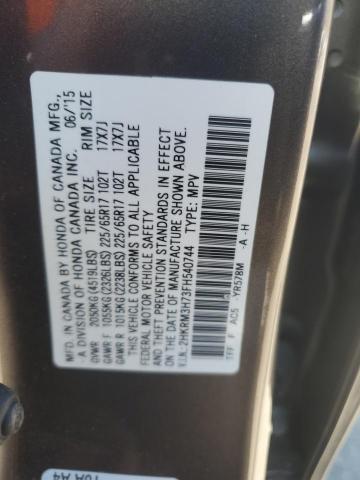 MFD. IN CANADA BY HONDA OF CANADA MFG.,
A DIVISION OF HONDA CANADA INC. 06/'15
TIRE SIZE RIM SIZE
GVWR 2050KG(4519LBS)
GAWR F 1055KG(2326LBS) 225/65R17 102T 17X7J
GAWR R 1015KG(2238LBS) 225/65R17 102T 17X7J
THIS VEHICLE CONFORMS TO ALL APPLICABLE
FEDERAL MOTOR VEHICLE SAFETY
AND THEFT PREVENTION STANDARDS IN EFFECT
ON THE DATE OF MANUFACTURE SHOWN ABOVE.
V.I.N. 2HKRM3H73FH540744 TYPE: MPV
TFF F AC5 YR578M -A -H